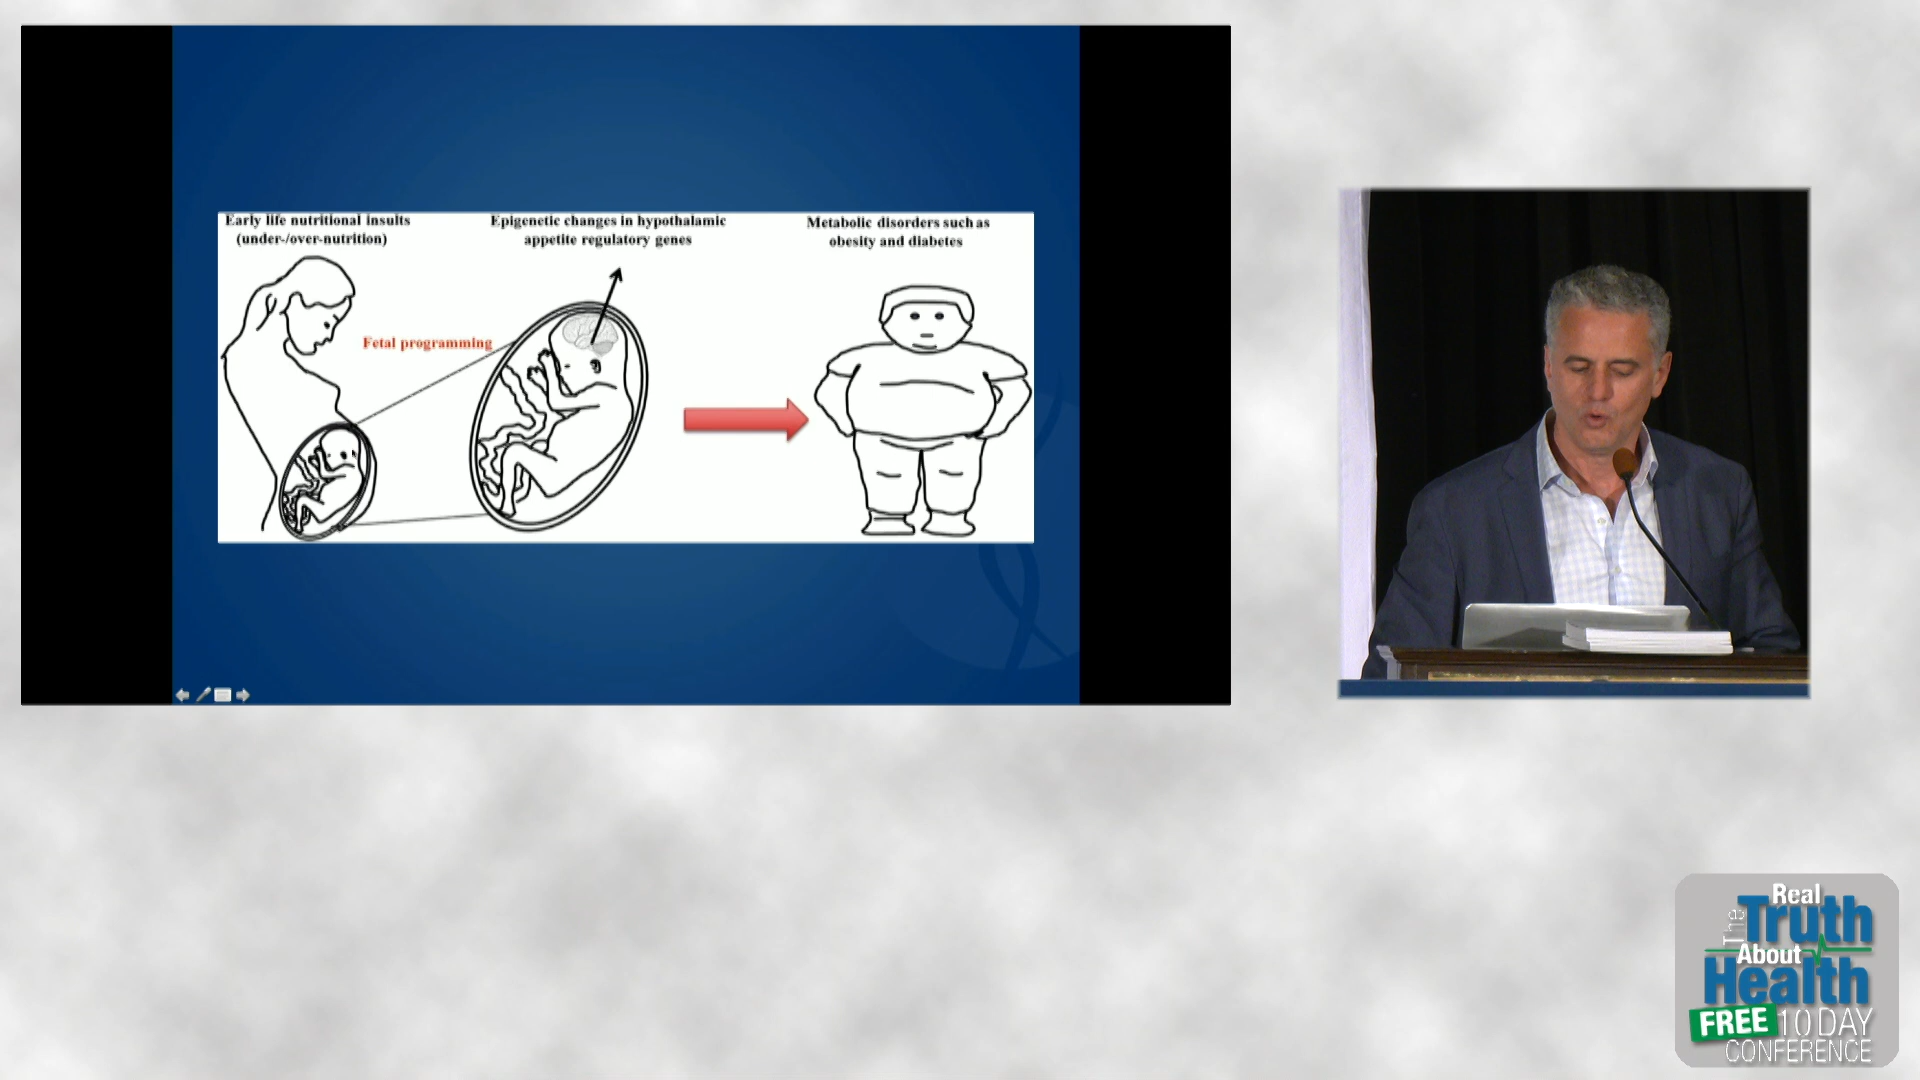 Early life nutritional insults
(under-/over-nutrition)
Epigenetic changes in hypothalamic
appetite regulatory genes
Metabolic disorders such as
obesity and diabetes
Fetal programming
The Real
Truth
About
Health
FREE 10 DAY
CONFERENCE